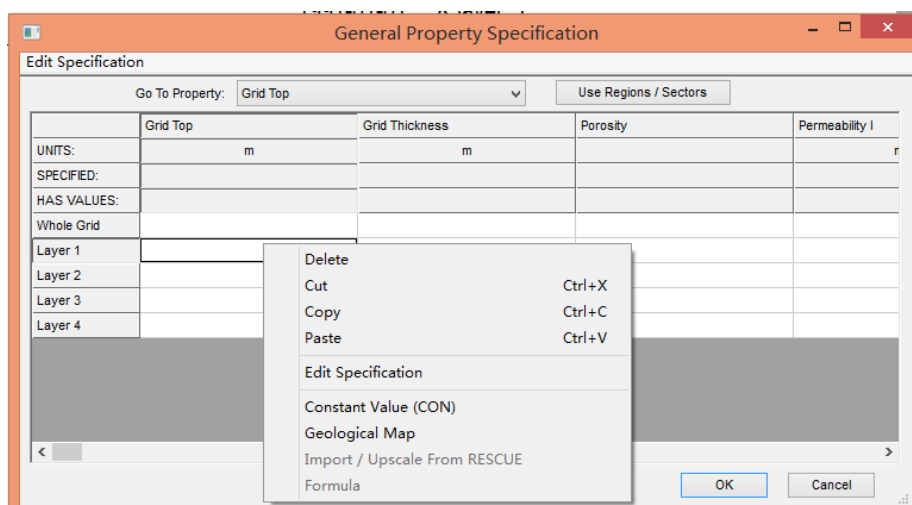 General Property Specification
Edit Specification
Go To Property: Grid Top Use Regions / Sectors
Grid Top Grid Thickness Porosity Permeability I
UNITS: m m
SPECIFIED:
HAS VALUES:
Whole Grid
Layer 1
Layer 2
Layer 3
Layer 4
Delete
Cut Ctrl+X
Copy Ctrl+C
Paste Ctrl+V
Edit Specification
Constant Value (CON)
Geological Map
Import / Upscale From RESCUE
Formula
OK Cancel